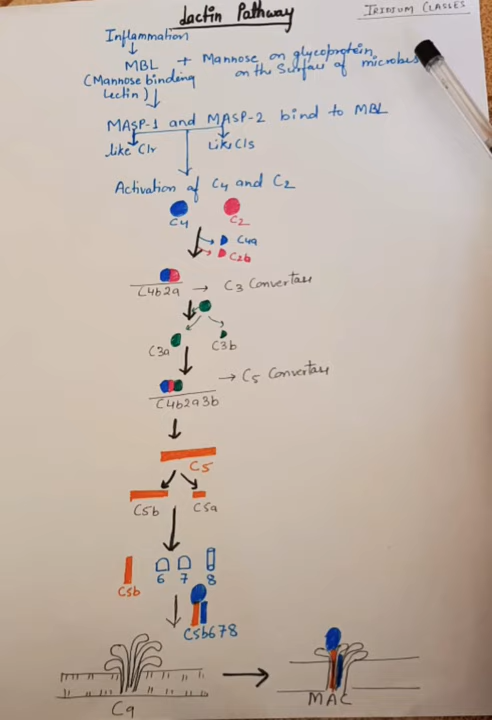 Lactin Pathway
IRIDIUM CLASSES
Inflammation
MBL + Mannose on glycoprotein
(Mannose binding on the Surface of microbes
Lectin)
MASP-1 and MASP-2 bind to MBL
like C1r like C1s
Activation of C4 and C2
C4 C2
C4a
C2b
C4b2a → C3 Convertase
C3a C3b
→ C5 Convertase
C4b2a3b
C5
C5b C5a
C5b 6 7 8
C5b678
C9 MAC